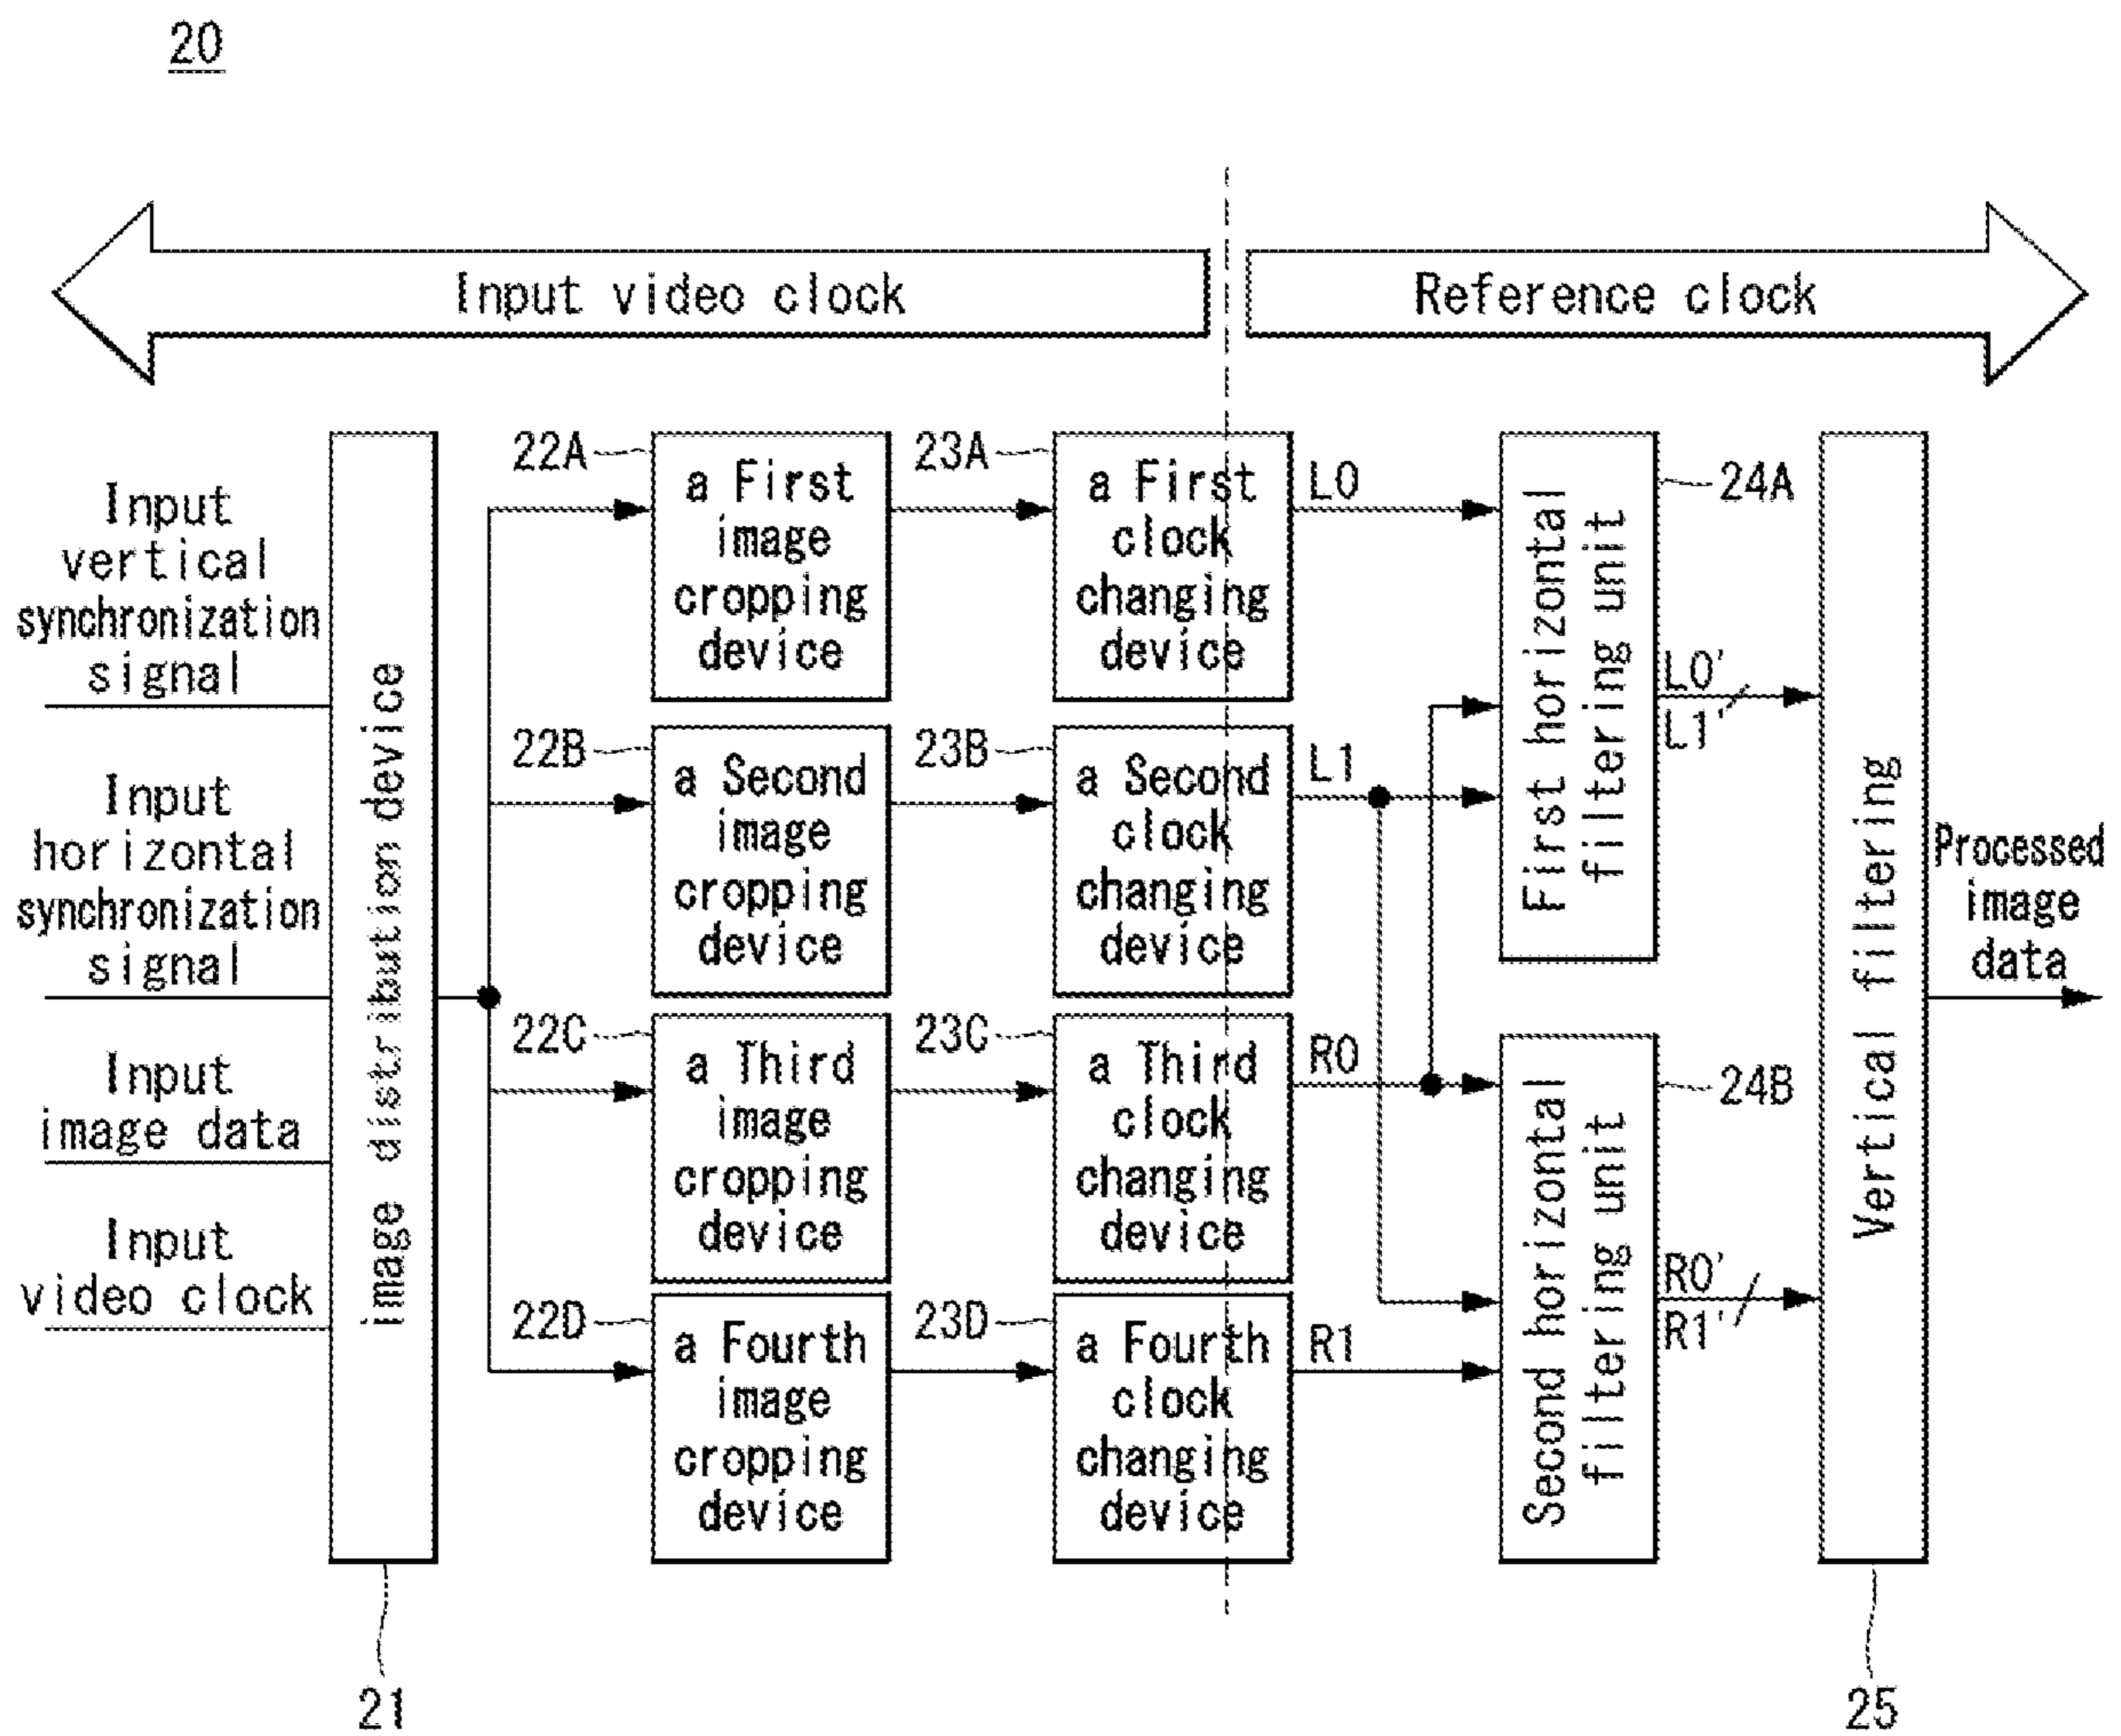 20
Input video clock
Reference clock
Input
vertical
synchronization
signal
Input
horizontal
synchronization
signal
Input
image data
Input
video clock
image distribution device
21
22A
a First
image
cropping
device
22B
a Second
image
cropping
device
22C
a Third
image
cropping
device
22D
a Fourth
image
cropping
device
23A
a First
clock
changing
device
23B
a Second
clock
changing
device
23C
a Third
clock
changing
device
23D
a Fourth
clock
changing
device
L0
L1
R0
R1
First horizontal
filtering unit
24A
Second horizontal
filtering unit
24B
L0'
L1'
R0'
R1'
Vertical filtering
25
Processed
image
data